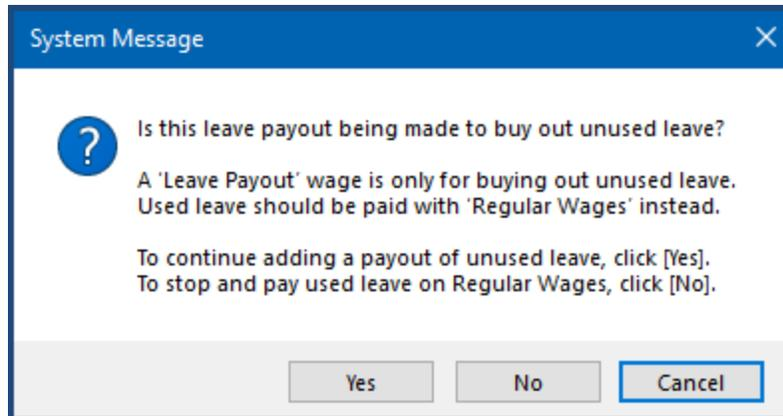 System Message
Is this leave payout being made to buy out unused leave?
A 'Leave Payout' wage is only for buying out unused leave.
Used leave should be paid with 'Regular Wages' instead.
To continue adding a payout of unused leave, click [Yes].
To stop and pay used leave on Regular Wages, click [No].
Yes
No
Cancel